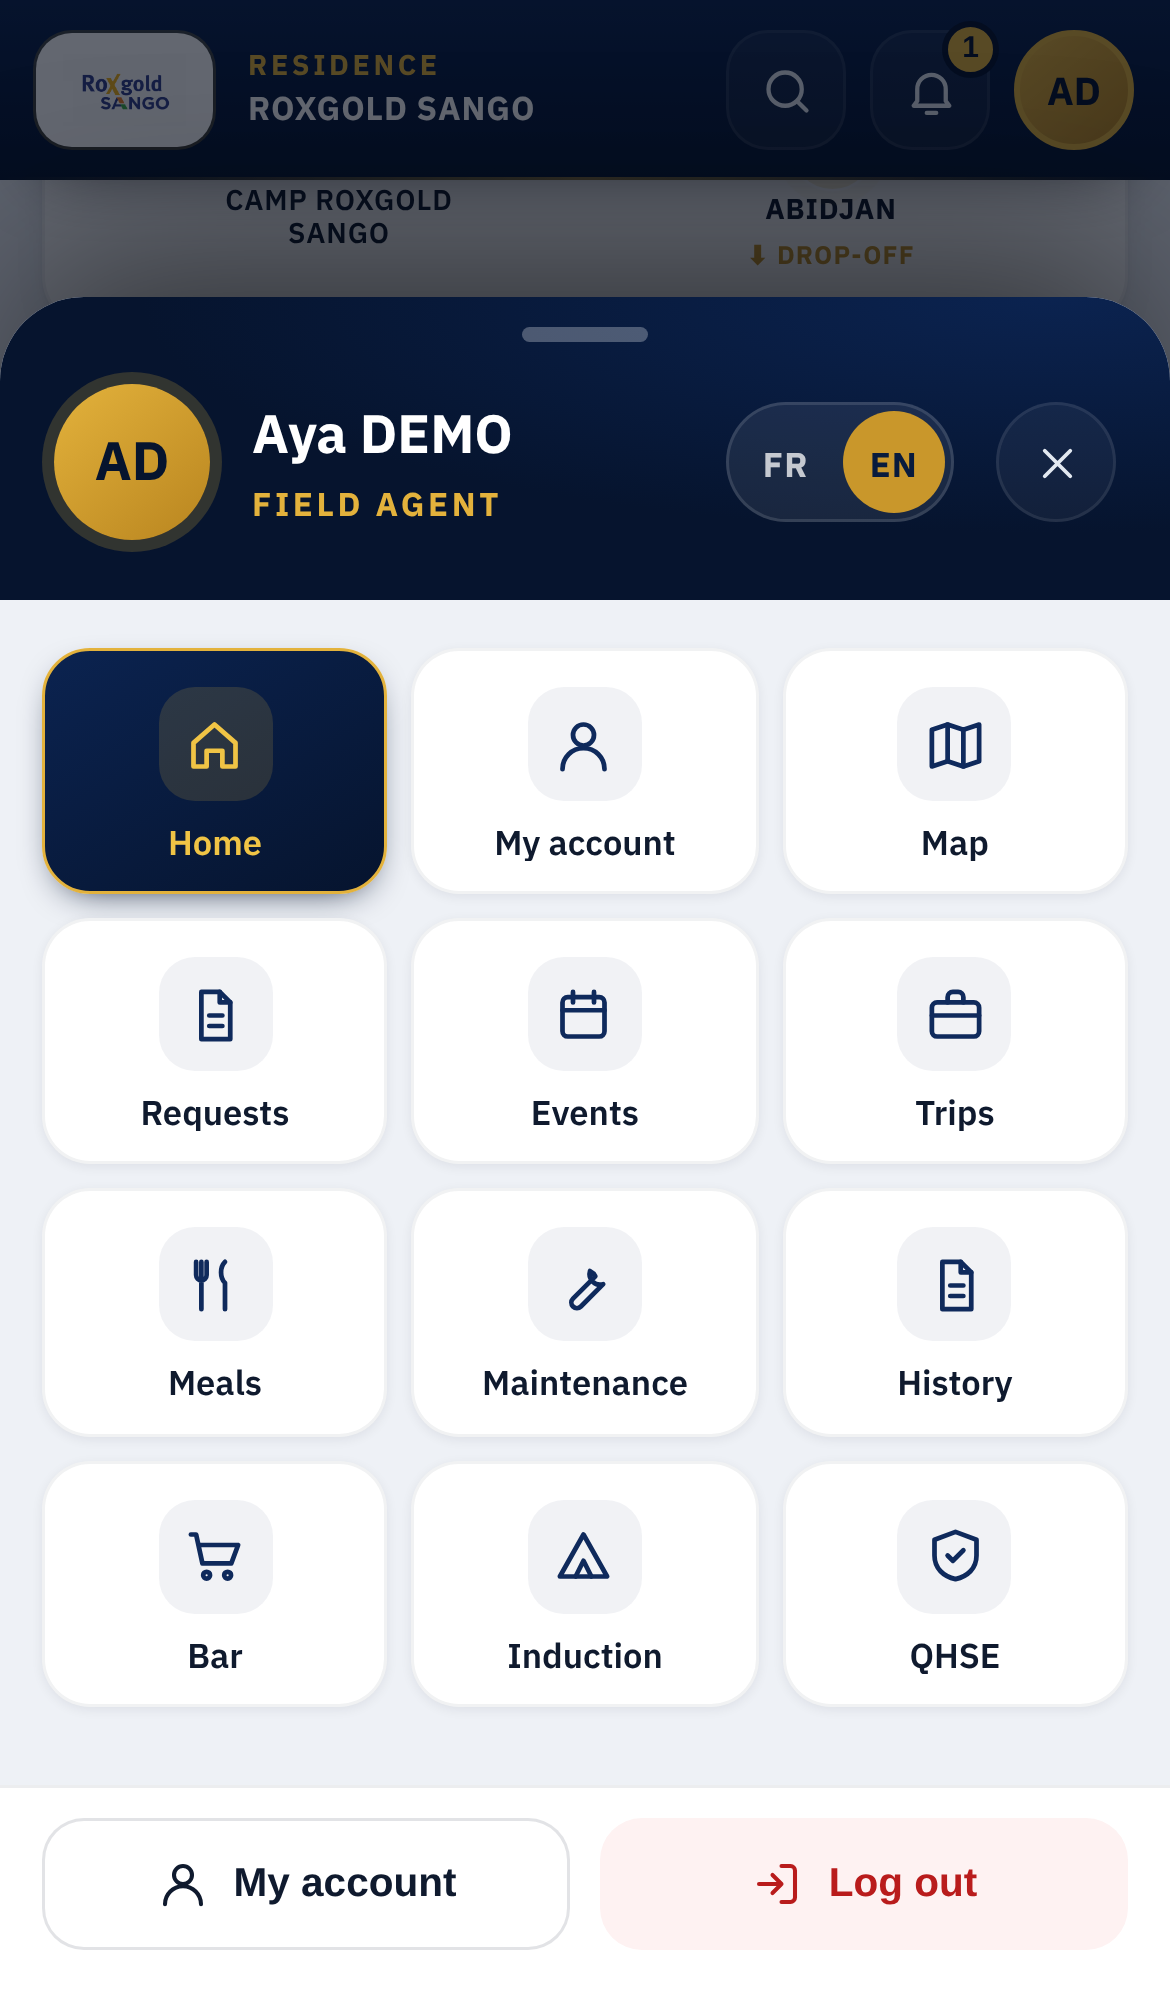 Roxgold
SANGO
RESIDENCE
ROXGOLD SANGO
1
AD
CAMP ROXGOLD
SANGO
ABIDJAN
⬇ DROP-OFF
AD
Aya DEMO
FIELD AGENT
FR
EN
Home
My account
Map
Requests
Events
Trips
Meals
Maintenance
History
Bar
Induction
QHSE
My account
Log out